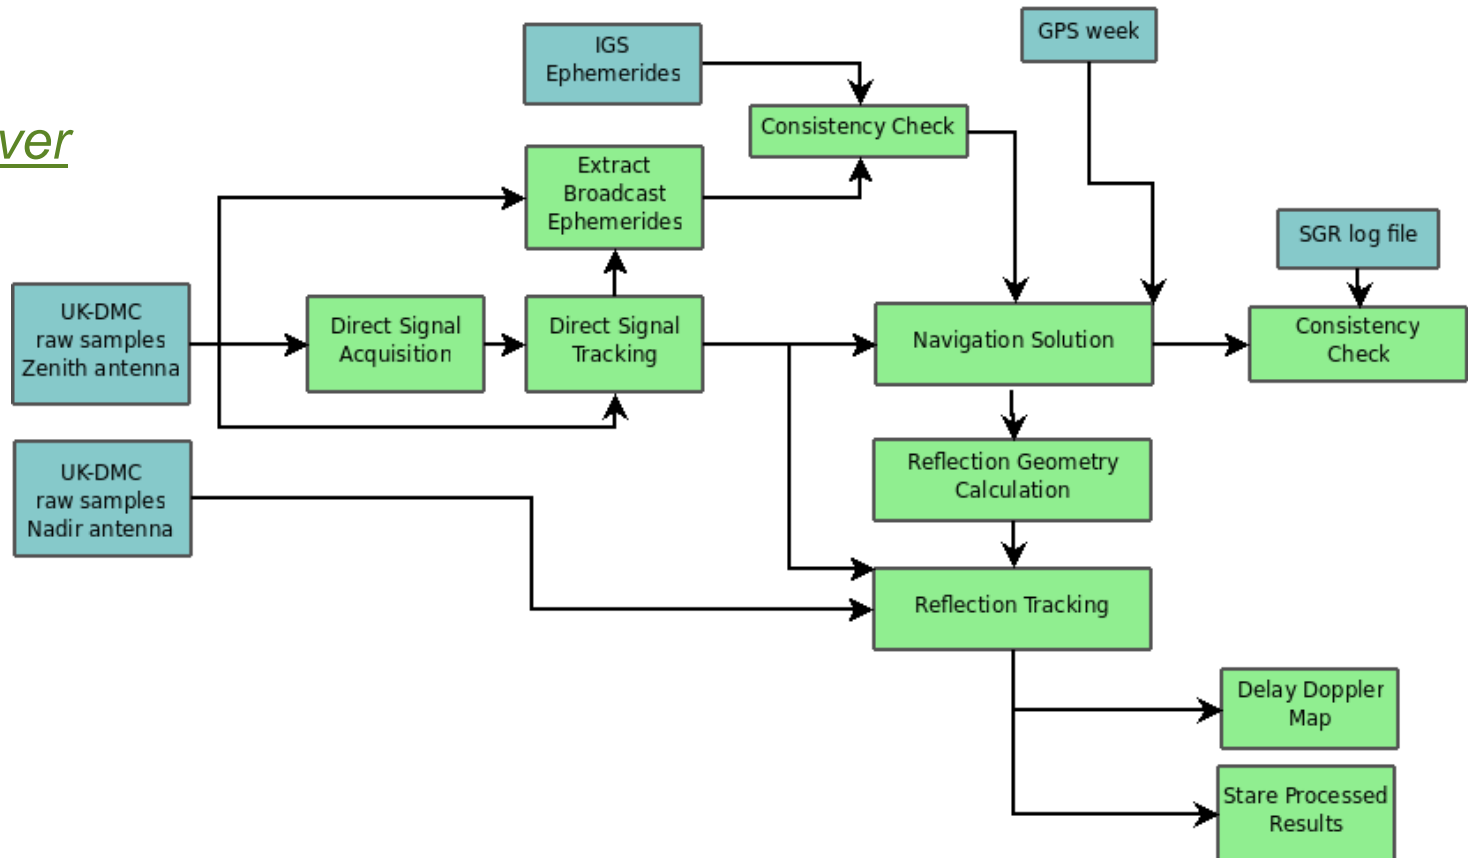 ver
IGS
Ephemerides
GPS week
Consistency Check
Extract
Broadcast
Ephemerides
SGR log file
UK-DMC
raw samples
Zenith antenna
Direct Signal
Acquisition
Direct Signal
Tracking
Navigation Solution
Consistency
Check
UK-DMC
raw samples
Nadir antenna
Reflection Geometry
Calculation
Reflection Tracking
Delay Doppler
Map
Stare Processed
Results